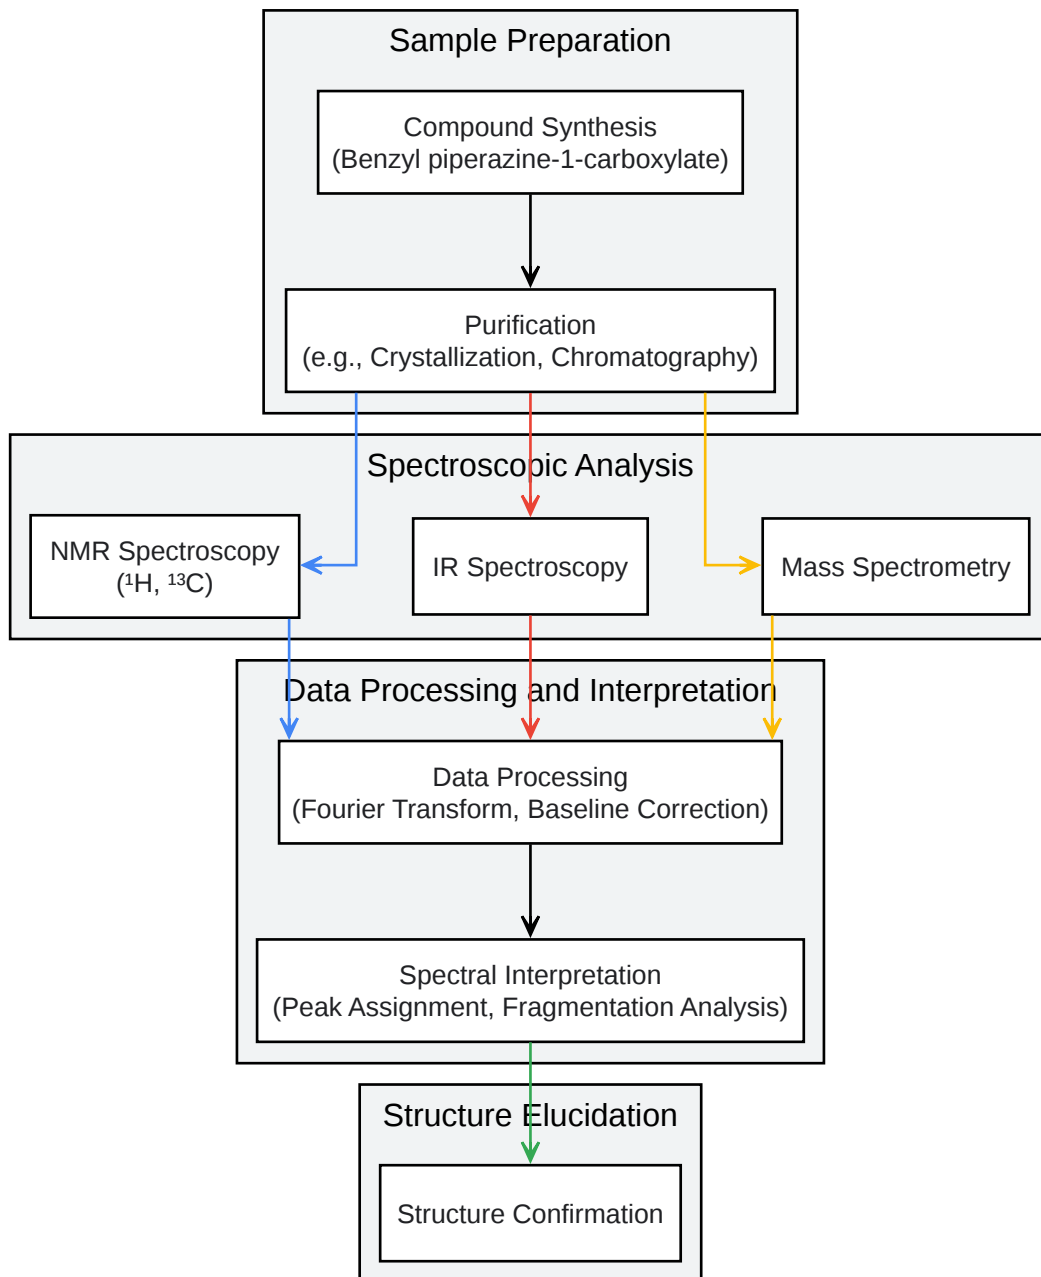 Sample Preparation
Compound Synthesis
(Benzyl piperazine-1-carboxylate)
Purification
(e.g., Crystallization, Chromatography)
Spectroscopic Analysis
NMR Spectroscopy
(¹H, ¹³C)
IR Spectroscopy
Mass Spectrometry
Data Processing and Interpretation
Data Processing
(Fourier Transform, Baseline Correction)
Spectral Interpretation
(Peak Assignment, Fragmentation Analysis)
Structure Elucidation
Structure Confirmation